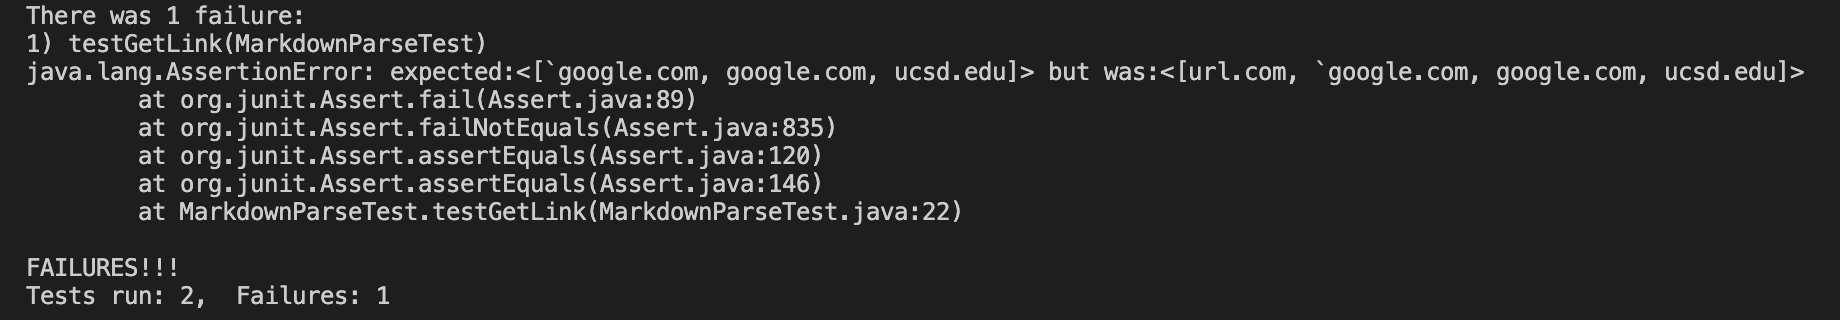 There was 1 failure:
1) testGetLink(MarkdownParseTest)
java.lang.AssertionError: expected:<[`google.com, google.com, ucsd.edu]> but was:<[url.com, `google.com, google.com, ucsd.edu]>
        at org.junit.Assert.fail(Assert.java:89)
        at org.junit.Assert.failNotEquals(Assert.java:835)
        at org.junit.Assert.assertEquals(Assert.java:120)
        at org.junit.Assert.assertEquals(Assert.java:146)
        at MarkdownParseTest.testGetLink(MarkdownParseTest.java:22)

FAILURES!!!
Tests run: 2,  Failures: 1